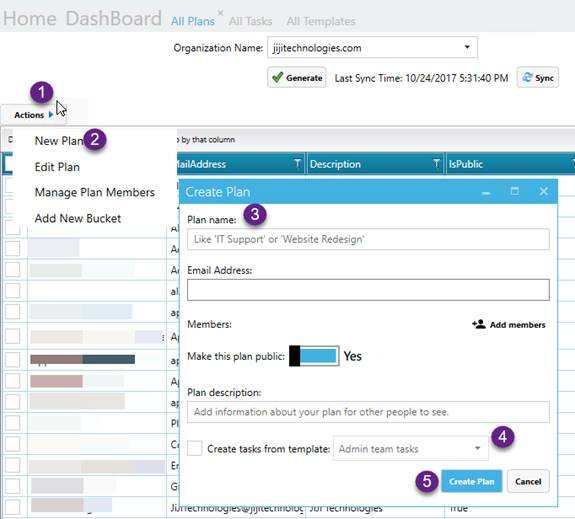 Home DashBoard All Plans × All Tasks All Templates
Organization Name: jijitechnologies.com
Generate Last Sync Time: 10/24/2017 5:31:40 PM Sync
1
Actions
New Plan 2
by that column
Edit Plan
MailAddress Description IsPublic
Manage Plan Members
Add New Bucket
Create Plan
Plan name: 3
Like 'IT Support' or 'Website Redesign'
Email Address:
Members: Add members
Make this plan public: Yes
Plan description:
Add information about your plan for other people to see.
Create tasks from template: Admin team tasks 4
5 Create Plan Cancel
JijiTechnologies@jijitechnolog JiJi Technologies True